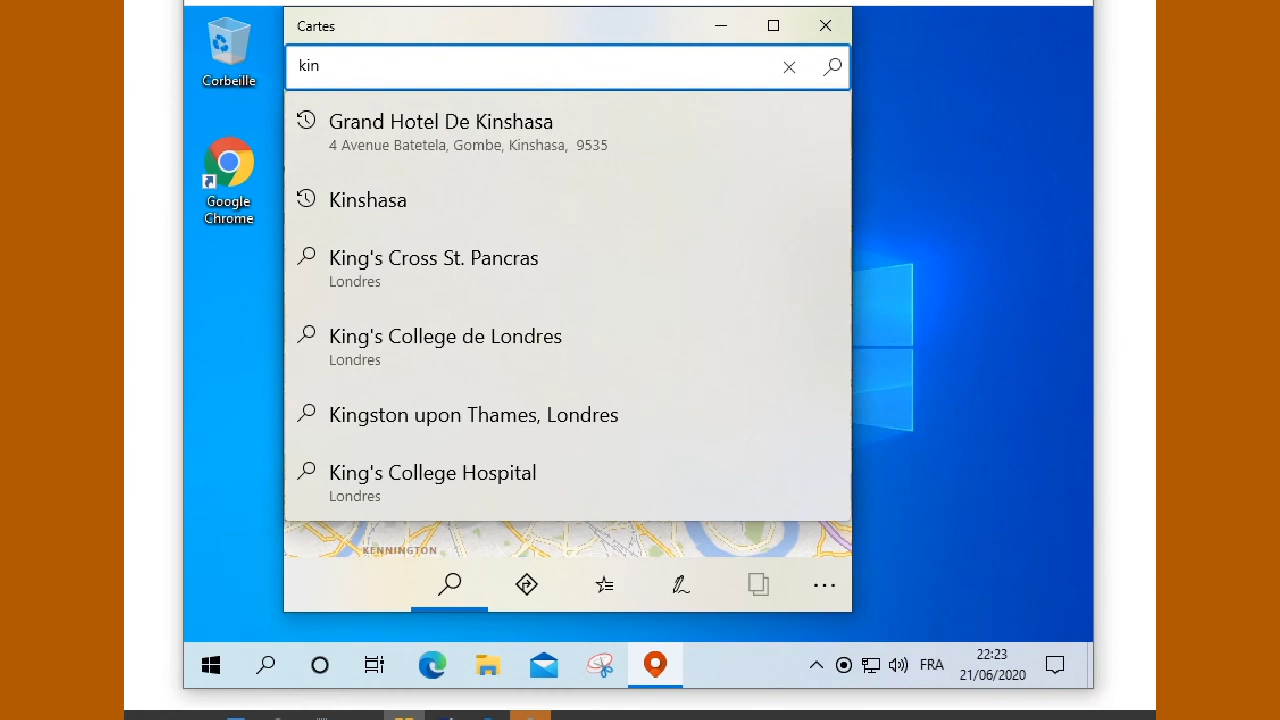 Cartes
Corbeille
kin
Grand Hotel De Kinshasa
4 Avenue Batetela, Gombe, Kinshasa, 9535
Google
Chrome
Kinshasa
King's Cross St. Pancras
Londres
King's College de Londres
Londres
Kingston upon Thames, Londres
King's College Hospital
Londres
KENNINGTON
FRA
22:23
21/06/2020